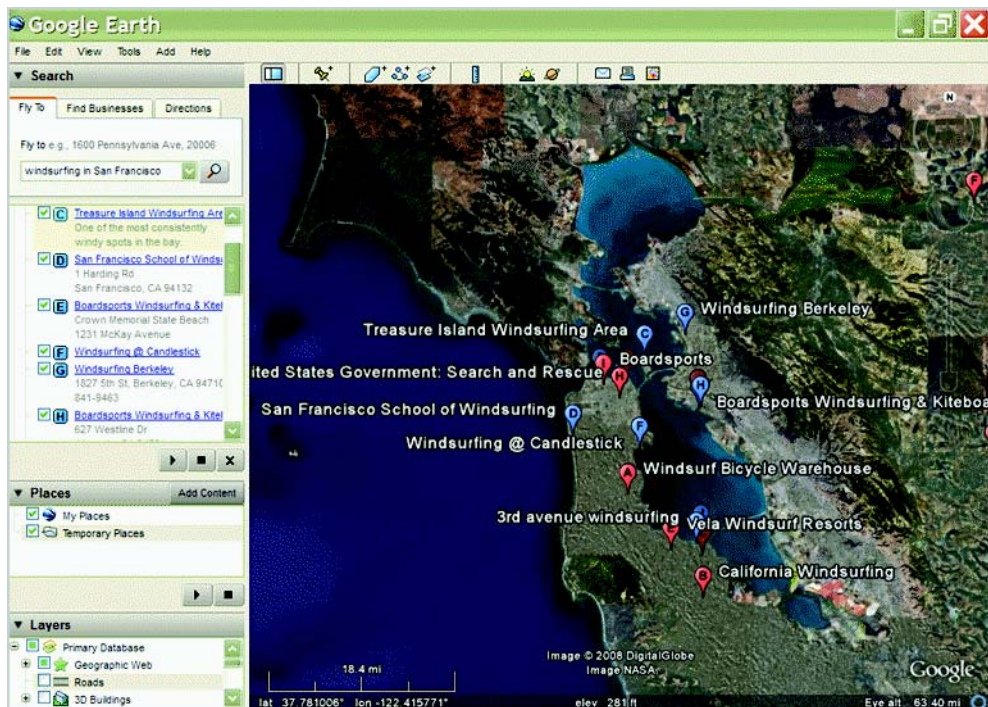 Google Earth
File Edit View Tools Add Help
Search
Fly To Find Businesses Directions
Fly to e.g., 1600 Pennsylvania Ave, 20006
windsurfing in San Francisco
C Treasure Island Windsurfing Are
One of the most consistently
windy spots in the bay.
D San Francisco School of Winds
1 Harding Rd
San Francisco, CA 94132
E Boardsports Windsurfing & Kitel
Crown Memorial State Beach
1231 McKay Avenue
F Windsurfing @ Candlestick
G Windsurfing Berkeley
1827 5th St, Berkeley, CA 94710
841-9463
H Boardsports Windsurfing & Kitel
627 Westline Dr
Places Add Content
My Places
Temporary Places
Layers
Primary Database
Geographic Web
Roads
3D Buildings
N
F
G Windsurfing Berkeley
Treasure Island Windsurfing Area C
I Boardsports
ited States Government: Search and Rescue H
H Boardsports Windsurfing & Kiteboa
San Francisco School of Windsurfing D
Windsurfing @ Candlestick F
A Windsurf Bicycle Warehouse
3rd avenue windsurfing Vela Windsurf Resorts
B California Windsurfing
Image © 2008 DigitalGlobe
Image NASA
18.4 mi
Google
lat 37.781006° lon -122.415771° elev 281 ft Eye alt 63.40 mi